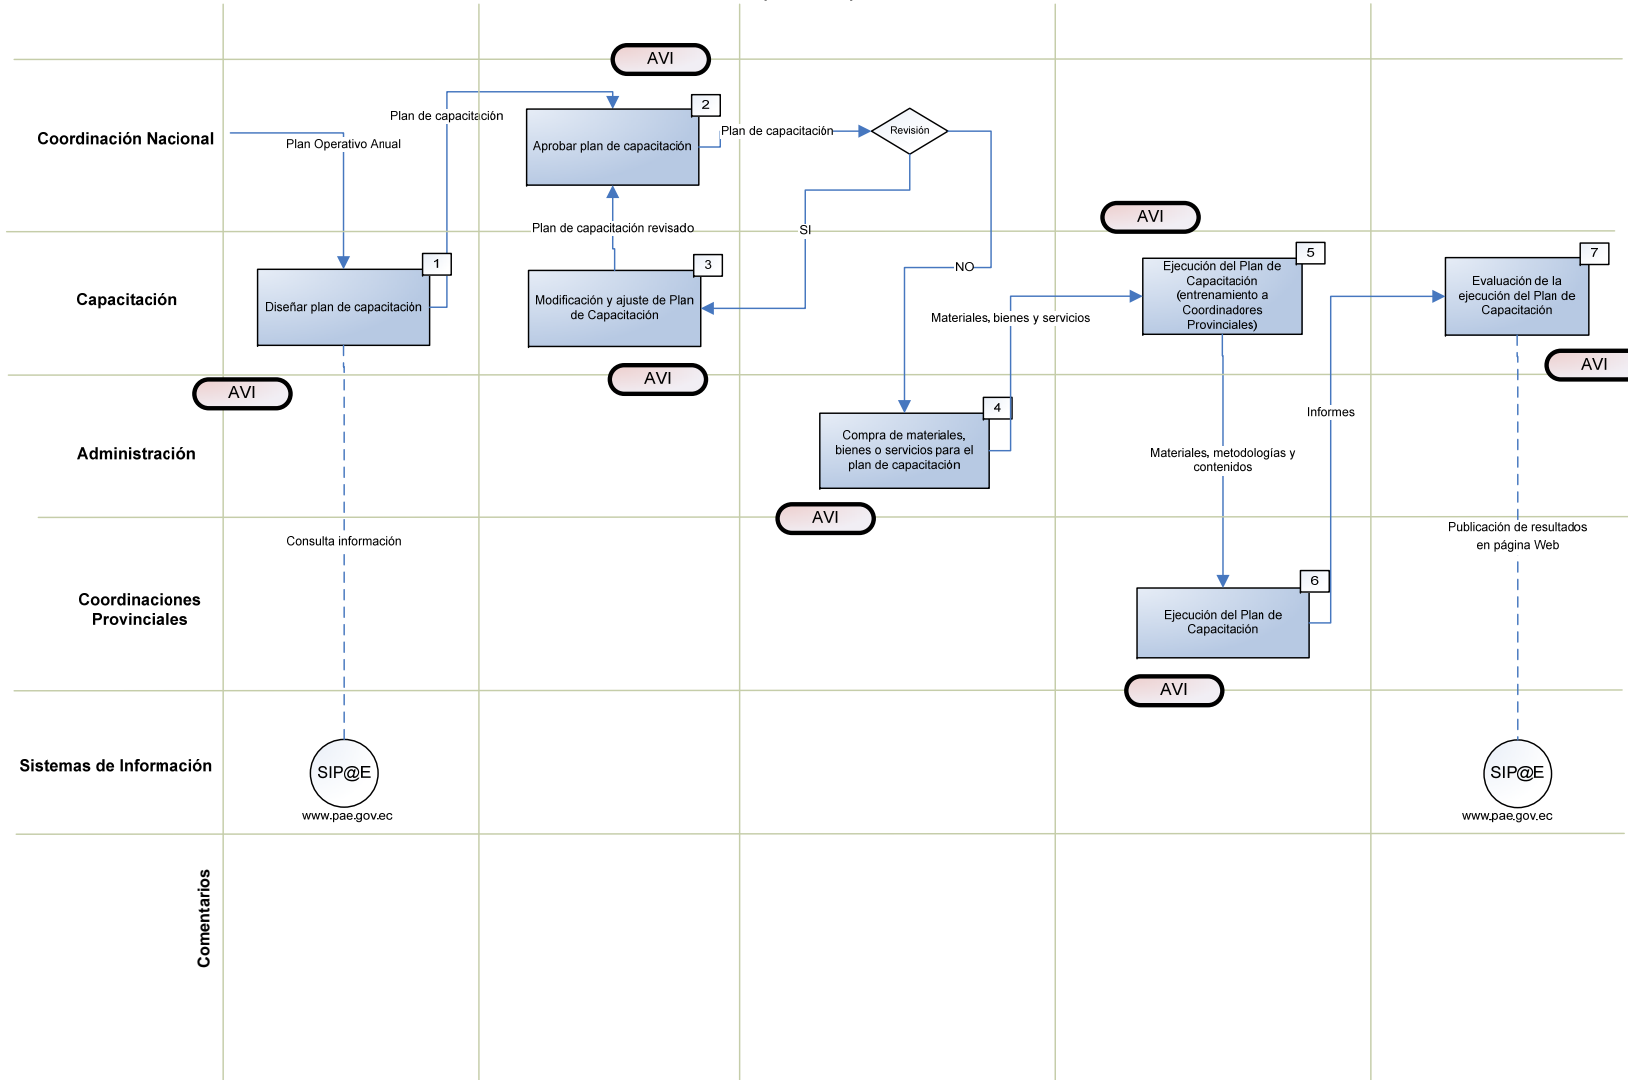 AVI
Coordinación Nacional
Plan Operativo Anual
Plan de capacitación
2
Aprobar plan de capacitación
Plan de capacitación
Revisión
AVI
Plan de capacitación revisado
SI
NO
Capacitación
1
Diseñar plan de capacitación
3
Modificación y ajuste de Plan
de Capacitación
Materiales, bienes y servicios
5
Ejecución del Plan de
Capacitación
(entrenamiento a
Coordinadores
Provinciales)
7
Evaluación de la
ejecución del Plan de
Capacitación
AVI
AVI
AVI
Administración
4
Compra de materiales,
bienes o servicios para el
plan de capacitación
Informes
Materiales, metodologías y
contenidos
AVI
Consulta información
Publicación de resultados
en página Web
Coordinaciones
Provinciales
6
Ejecución del Plan de
Capacitación
AVI
Sistemas de Información
SIP@E
www.pae.gov.ec
SIP@E
www.pae.gov.ec
Comentarios